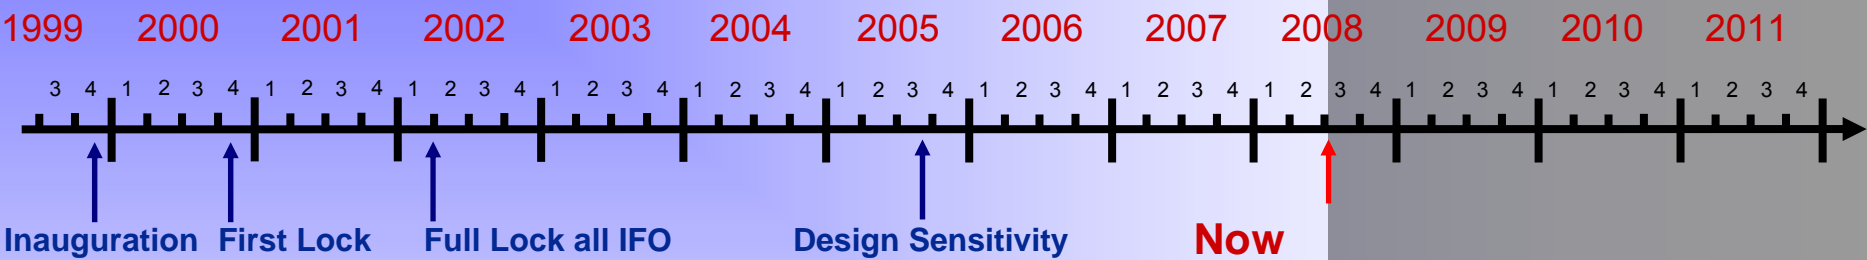 1999 2000 2001 2002 2003 2004 2005 2006 2007 2008 2009 2010 2011
3 4 1 2 3 4 1 2 3 4 1 2 3 4 1 2 3 4 1 2 3 4 1 2 3 4 1 2 3 4 1 2 3 4 1 2 3 4 1 2 3 4 1 2 3 4 1 2 3 4
Inauguration First Lock Full Lock all IFO Design Sensitivity Now